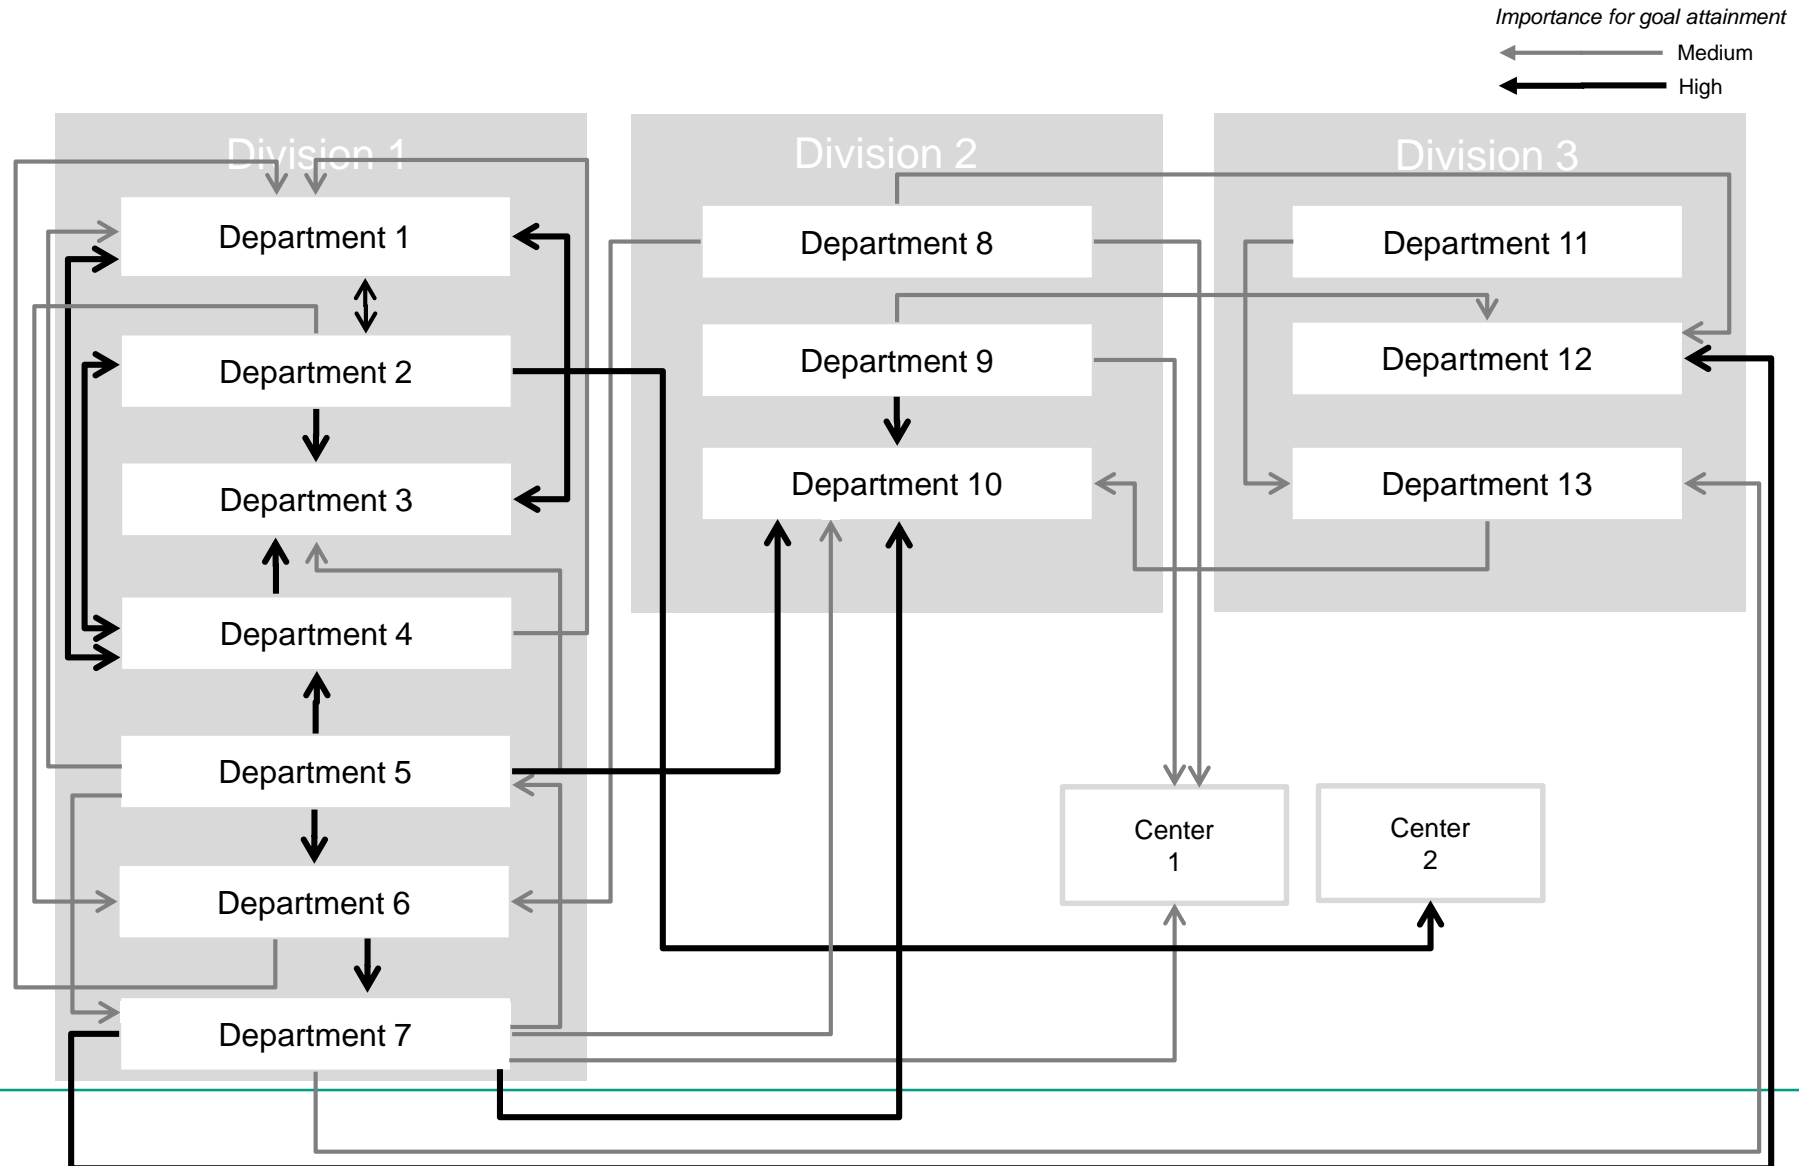 Importance for goal attainment
Medium
High
Division 1
Division 2
Division 3
Department 1
Department 8
Department 11
Department 2
Department 9
Department 12
Department 3
Department 10
Department 13
Department 4
Department 5
Center
1
Center
2
Department 6
Department 7